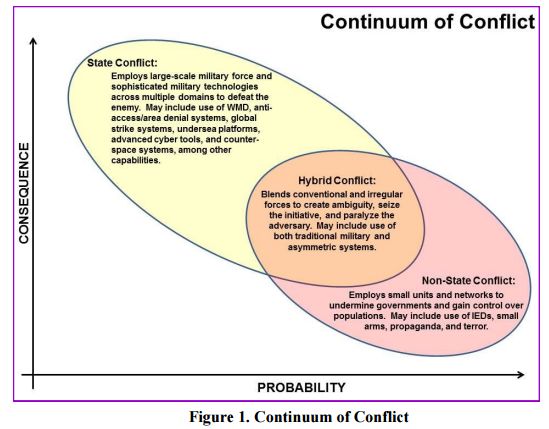 Continuum of Conflict
State Conflict:
Employs large-scale military force and
sophisticated military technologies
across multiple domains to defeat the
enemy. May include use of WMD, anti-
access/area denial systems, global
strike systems, undersea platforms,
advanced cyber tools, and counter-
space systems, among other
capabilities.
Hybrid Conflict:
Blends conventional and irregular
forces to create ambiguity, seize
the initiative, and paralyze the
adversary. May include use of
both traditional military and
asymmetric systems.
Non-State Conflict:
Employs small units and networks to
undermine governments and gain control over
populations. May include use of IEDs, small
arms, propaganda, and terror.
CONSEQUENCE
PROBABILITY
Figure 1. Continuum of Conflict